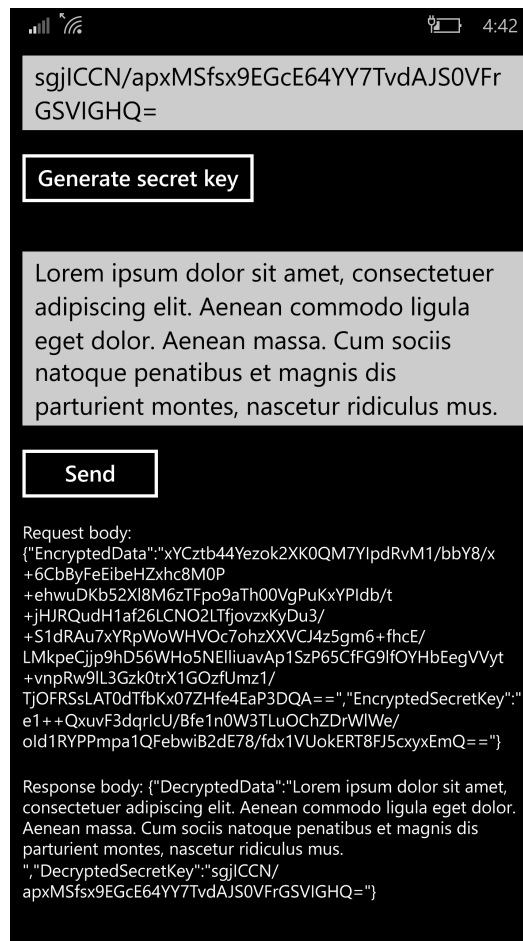 4:42
sgjICCN/apxMSfsx9EGcE64YY7TvdAJS0VFr
GSVIGHQ=
Generate secret key
Lorem ipsum dolor sit amet, consectetuer
adipiscing elit. Aenean commodo ligula
eget dolor. Aenean massa. Cum sociis
natoque penatibus et magnis dis
parturient montes, nascetur ridiculus mus.
Send
Request body:
{"EncryptedData":"xYCztb44Yezok2XK0QM7YIpdRvM1/bbY8/x
+6CbByFeEibeHZxhc8M0P
+ehwuDKb52XI8M6zTFpo9aTh00VgPuKxYPIdb/t
+jHJRQudH1af26LCNO2LTfjovzxKyDu3/
+S1dRAu7xYRpWoWHVOc7ohzXXVCJ4z5gm6+fhcE/
LMkpeCjjp9hD56WHo5NElliuavAp1SzP65CfFG9lfOYHbEegVVyt
+vnpRw9lL3Gzk0trX1GOzfUmz1/
TjOFRSsLAT0dTfbKx07ZHfe4EaP3DQA==","EncryptedSecretKey":"
e1++QxuvF3dqrIcU/Bfe1n0W3TLuOChZDrWlWe/
oId1RYPPmpa1QFebwiB2dE78/fdx1VUokERT8FJ5cxyxEmQ=="}
Response body: {"DecryptedData":"Lorem ipsum dolor sit amet,
consectetuer adipiscing elit. Aenean commodo ligula eget dolor.
Aenean massa. Cum sociis natoque penatibus et magnis dis
parturient montes, nascetur ridiculus mus.
","DecryptedSecretKey":"sgjICCN/
apxMSfsx9EGcE64YY7TvdAJS0VFrGSVIGHQ="}